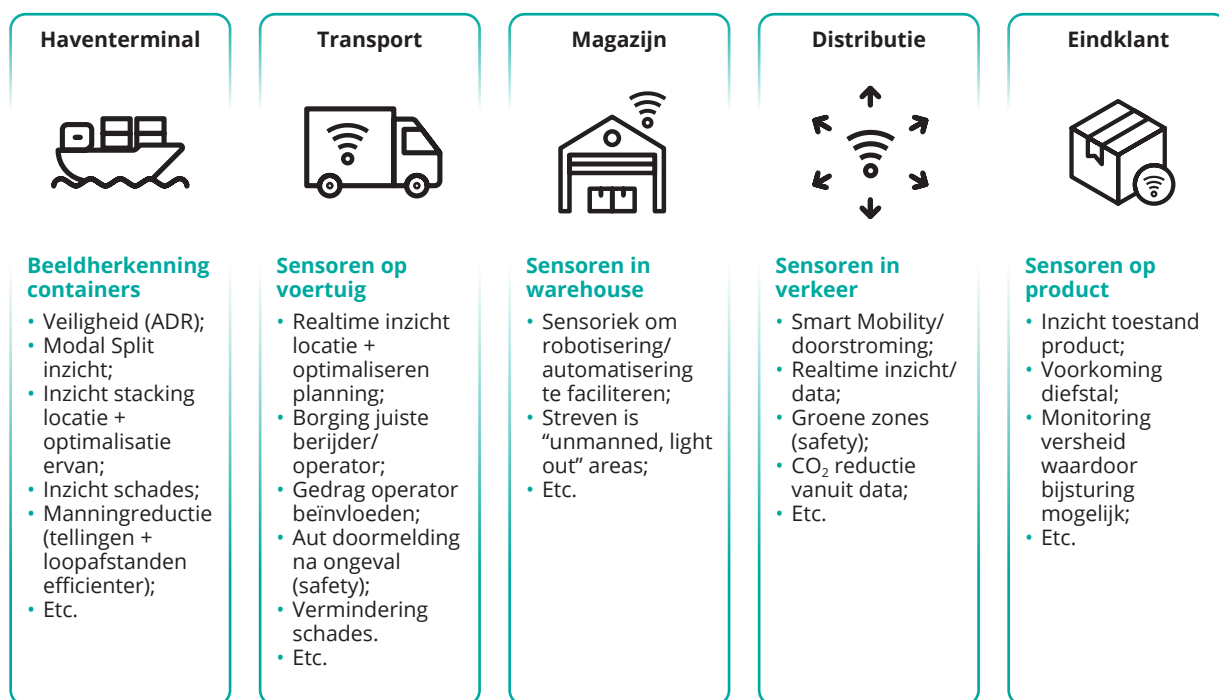 Haventerminal
Beeldherkenning
containers
• Veiligheid (ADR);
• Modal Split
inzicht;
• Inzicht stacking
locatie +
optimalisatie
ervan;
• Inzicht schades;
• Manningreductie
(tellingen +
loopafstanden
efficienter);
• Etc.
Transport
Sensoren op
voertuig
• Realtime inzicht
locatie +
optimaliseren
planning;
• Borging juiste
berijder/
operator;
• Gedrag operator
beïnvloeden;
• Aut doormelding
na ongeval
(safety);
• Vermindering
schades.
• Etc.
Magazijn
Sensoren in
warehouse
• Sensoriek om
robotisering/
automatisering
te faciliteren;
• Streven is
“unmanned, light
out” areas;
• Etc.
Distributie
Sensoren in
verkeer
• Smart Mobility/
doorstroming;
• Realtime inzicht/
data;
• Groene zones
(safety);
• CO₂ reductie
vanuit data;
• Etc.
Eindklant
Sensoren op
product
• Inzicht toestand
product;
• Voorkoming
diefstal;
• Monitoring
versheid
waardoor
bijsturing
mogelijk;
• Etc.